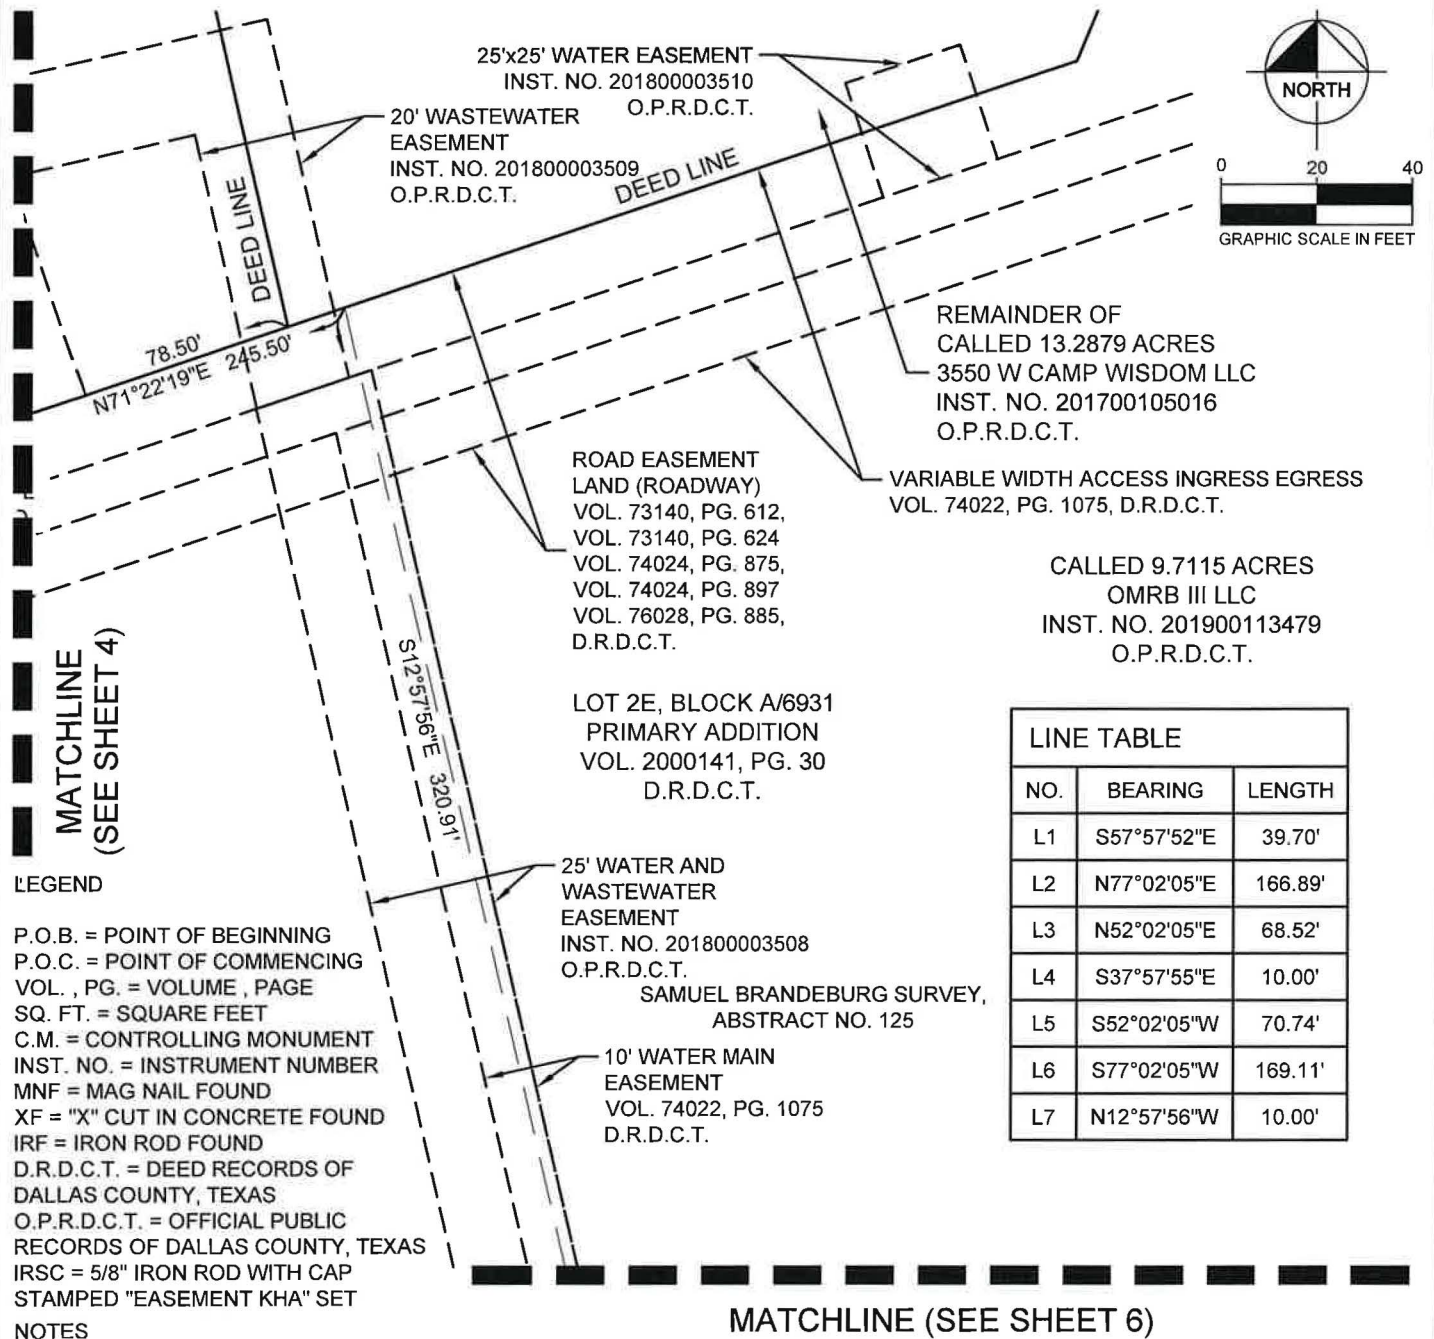 25'x25' WATER EASEMENT
INST. NO. 201800003510
O.P.R.D.C.T.
20' WASTEWATER
EASEMENT
INST. NO. 201800003509
O.P.R.D.C.T.
NORTH
0 20 40
GRAPHIC SCALE IN FEET
DEED LINE
DEED LINE
78.50'
N71°22'19"E 245.50'
REMAINDER OF
CALLED 13.2879 ACRES
3550 W CAMP WISDOM LLC
INST. NO. 201700105016
O.P.R.D.C.T.
ROAD EASEMENT
LAND (ROADWAY)
VOL. 73140, PG. 612,
VOL. 73140, PG. 624
VOL. 74024, PG. 875,
VOL. 74024, PG. 897
VOL. 76028, PG. 885,
D.R.D.C.T.
VARIABLE WIDTH ACCESS INGRESS EGRESS
VOL. 74022, PG. 1075, D.R.D.C.T.
CALLED 9.7115 ACRES
OMRB III LLC
INST. NO. 201900113479
O.P.R.D.C.T.
MATCHLINE
(SEE SHEET 4)
S12°57'56"E 320.91'
LOT 2E, BLOCK A/6931
PRIMARY ADDITION
VOL. 2000141, PG. 30
D.R.D.C.T.
LINE TABLE
NO. BEARING LENGTH
L1 S57°57'52"E 39.70'
L2 N77°02'05"E 166.89'
L3 N52°02'05"E 68.52'
L4 S37°57'55"E 10.00'
L5 S52°02'05"W 70.74'
L6 S77°02'05"W 169.11'
L7 N12°57'56"W 10.00'
25' WATER AND
WASTEWATER
EASEMENT
INST. NO. 201800003508
O.P.R.D.C.T.
SAMUEL BRANDEBURG SURVEY,
ABSTRACT NO. 125
10' WATER MAIN
EASEMENT
VOL. 74022, PG. 1075
D.R.D.C.T.
LEGEND
P.O.B. = POINT OF BEGINNING
P.O.C. = POINT OF COMMENCING
VOL. , PG. = VOLUME , PAGE
SQ. FT. = SQUARE FEET
C.M. = CONTROLLING MONUMENT
INST. NO. = INSTRUMENT NUMBER
MNF = MAG NAIL FOUND
XF = "X" CUT IN CONCRETE FOUND
IRF = IRON ROD FOUND
D.R.D.C.T. = DEED RECORDS OF
DALLAS COUNTY, TEXAS
O.P.R.D.C.T. = OFFICIAL PUBLIC
RECORDS OF DALLAS COUNTY, TEXAS
IRSC = 5/8" IRON ROD WITH CAP
STAMPED "EASEMENT KHA" SET
NOTES
MATCHLINE (SEE SHEET 6)